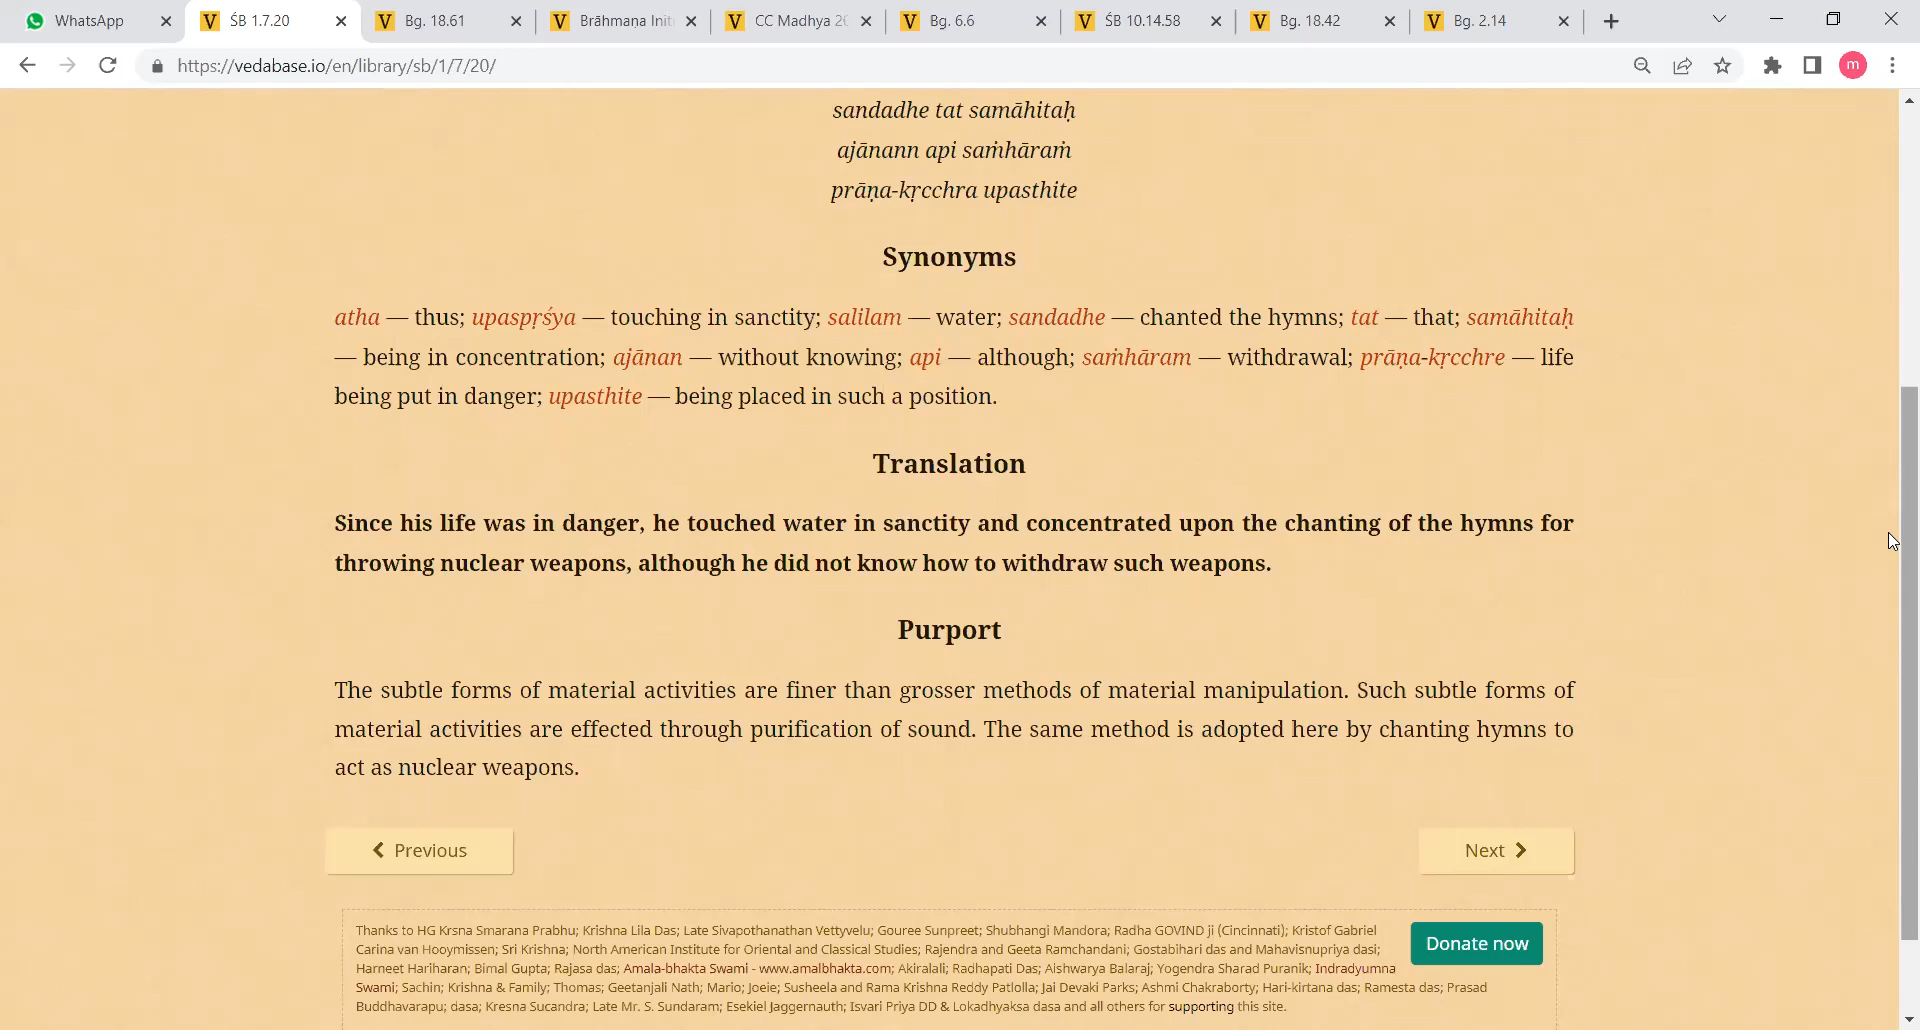 WhatsApp
ŚB 1.7.20
Bg. 18.61
Brāhmaṇa Init
CC Madhya 20
Bg. 6.6
ŚB 10.14.58
Bg. 18.42
Bg. 2.14
https://vedabase.io/en/library/sb/1/7/20/
m
sandadhe tat samāhitaḥ
ajānann api saṁhāraṁ
prāṇa-kṛcchra upasthite
Synonyms
atha — thus; upaspṛśya — touching in sanctity; salilam — water; sandadhe — chanted the hymns; tat — that; samāhitaḥ
— being in concentration; ajānan — without knowing; api — although; saṁhāram — withdrawal; prāṇa-kṛcchre — life
being put in danger; upasthite — being placed in such a position.
Translation
Since his life was in danger, he touched water in sanctity and concentrated upon the chanting of the hymns for
throwing nuclear weapons, although he did not know how to withdraw such weapons.
Purport
The subtle forms of material activities are finer than grosser methods of material manipulation. Such subtle forms of
material activities are effected through purification of sound. The same method is adopted here by chanting hymns to
act as nuclear weapons.
Previous
Next
Thanks to HG Krsna Smarana Prabhu; Krishna Lila Das; Late Sivapothanathan Vettyvelu; Gouree Sunpreet; Shubhangi Mandora; Radha GOVIND ji (Cincinnati); Kristof Gabriel
Carina van Hooymissen; Sri Krishna; North American Institute for Oriental and Classical Studies; Rajendra and Geeta Ramchandani; Gostabihari das and Mahavisnupriya dasi;
Harneet Hariharan; Bimal Gupta; Rajasa das; Amala-bhakta Swami - www.amalbhakta.com; Akiralali; Radhapati Das; Aishwarya Balaraj; Yogendra Sharad Puranik; Indradyumna
Swami; Sachin; Krishna & Family; Thomas; Geetanjali Nath; Mario; Joeie; Susheela and Rama Krishna Reddy Patlolla; Jai Devaki Parks; Ashmi Chakraborty; Hari-kirtana das; Ramesta das; Prasad
Buddhavarapu; dasa; Kresna Sucandra; Late Mr. S. Sundaram; Esekiel Jaggernauth; Isvari Priya DD & Lokadhyaksa dasa and all others for supporting this site.
Donate now